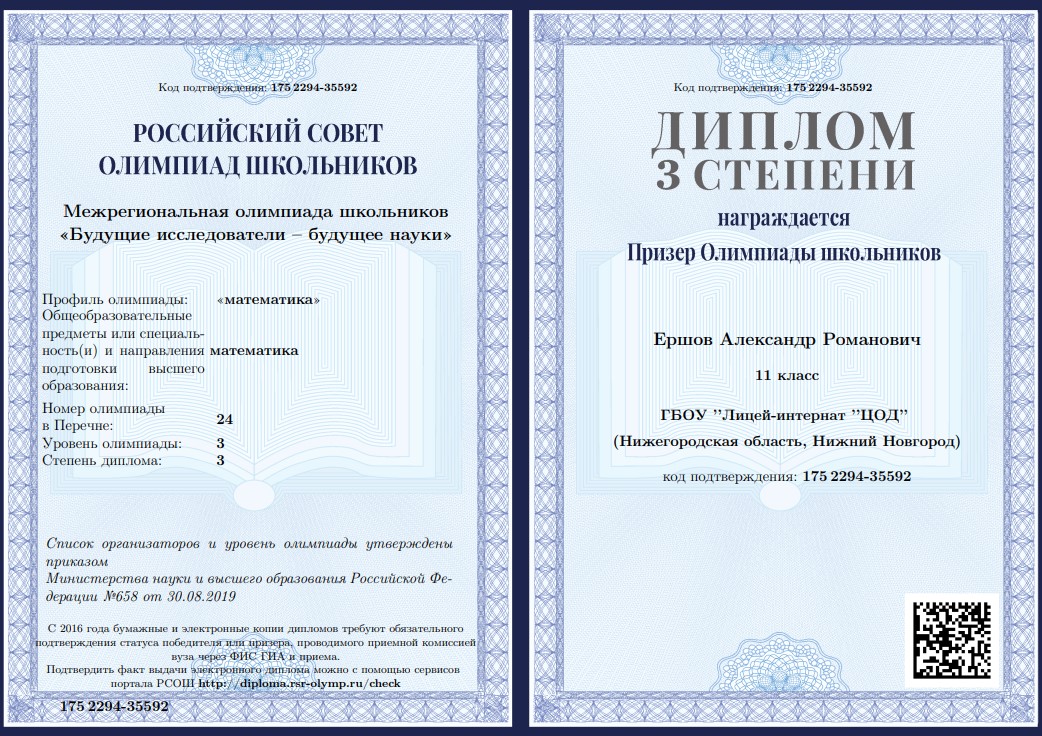 Код подтверждения: 175 2294-35592
РОССИЙСКИЙ СОВЕТ
ОЛИМПИАД ШКОЛЬНИКОВ
Межрегиональная олимпиада школьников
«Будущие исследователи – будущее науки»
Профиль олимпиады: «математика»
Общеобразовательные
предметы или специаль-
ность(и) и направления математика
подготовки высшего
образования:
Номер олимпиады
в Перечне: 24
Уровень олимпиады: 3
Степень диплома: 3
Список организаторов и уровень олимпиады утверждены
приказом
Министерства науки и высшего образования Российской Фе-
дерации №658 от 30.08.2019
С 2016 года бумажные и электронные копии дипломов требуют обязательного
подтверждения статуса победителя или призера, проводимого приемной комиссией
вуза через ФИС ГИА и приема.
Подтвердить факт выдачи электронного диплома можно с помощью сервисов
портала РСОШ http://diploma.rsr-olymp.ru/check
175 2294-35592
Код подтверждения: 175 2294-35592
ДИПЛОМ
3 СТЕПЕНИ
награждается
Призер Олимпиады школьников
Ершов Александр Романович
11 класс
ГБОУ ”Лицей-интернат ”ЦОД”
(Нижегородская область, Нижний Новгород)
код подтверждения: 175 2294-35592